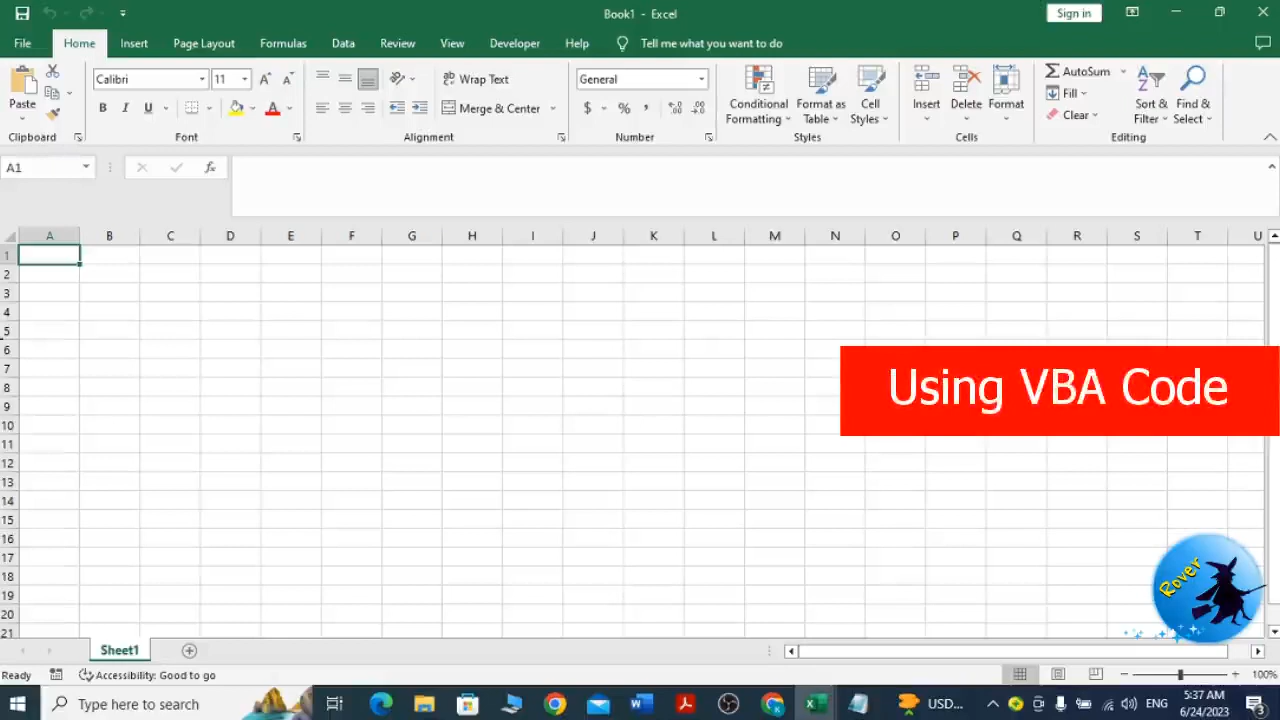 Book1 - Excel
Sign in
File Home Insert Page Layout Formulas Data Review View Developer Help Tell me what you want to do
Calibri 11 Wrap Text General AutoSum
Paste B I U Merge & Center $ % Conditional Formatting Format as Table Cell Styles Insert Delete Format Fill Clear Sort & Filter Find & Select
Clipboard Font Alignment Number Styles Cells Editing
A1 fx
A B C D E F G H I J K L M N O P Q R S T U
1
2
3
4
5
6
7
8
9
10
11
12
13
14
15
16
17
18
19
20
21
Using VBA Code
Rover
Sheet1
Ready Accessibility: Good to go 100%
Type here to search USD... ENG 5:37 AM
6/24/2023 3